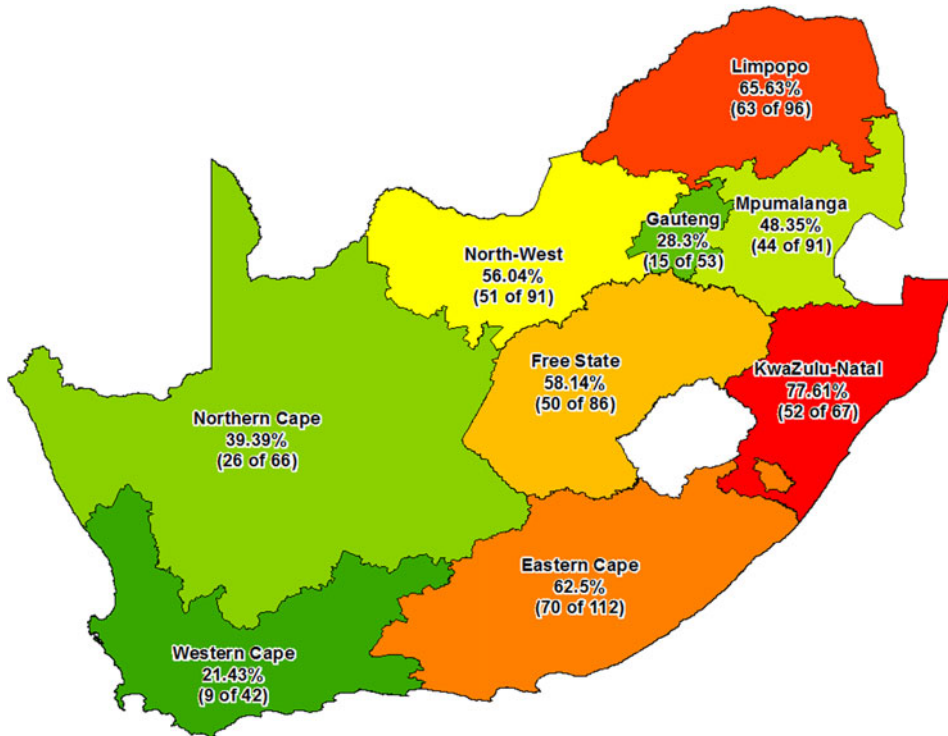 Limpopo
65.63%
(63 of 96)
Mpumalanga
48.35%
(44 of 91)
Gauteng
28.3%
(15 of 53)
North-West
56.04%
(51 of 91)
Free State
58.14%
(50 of 86)
KwaZulu-Natal
77.61%
(52 of 67)
Northern Cape
39.39%
(26 of 66)
Eastern Cape
62.5%
(70 of 112)
Western Cape
21.43%
(9 of 42)